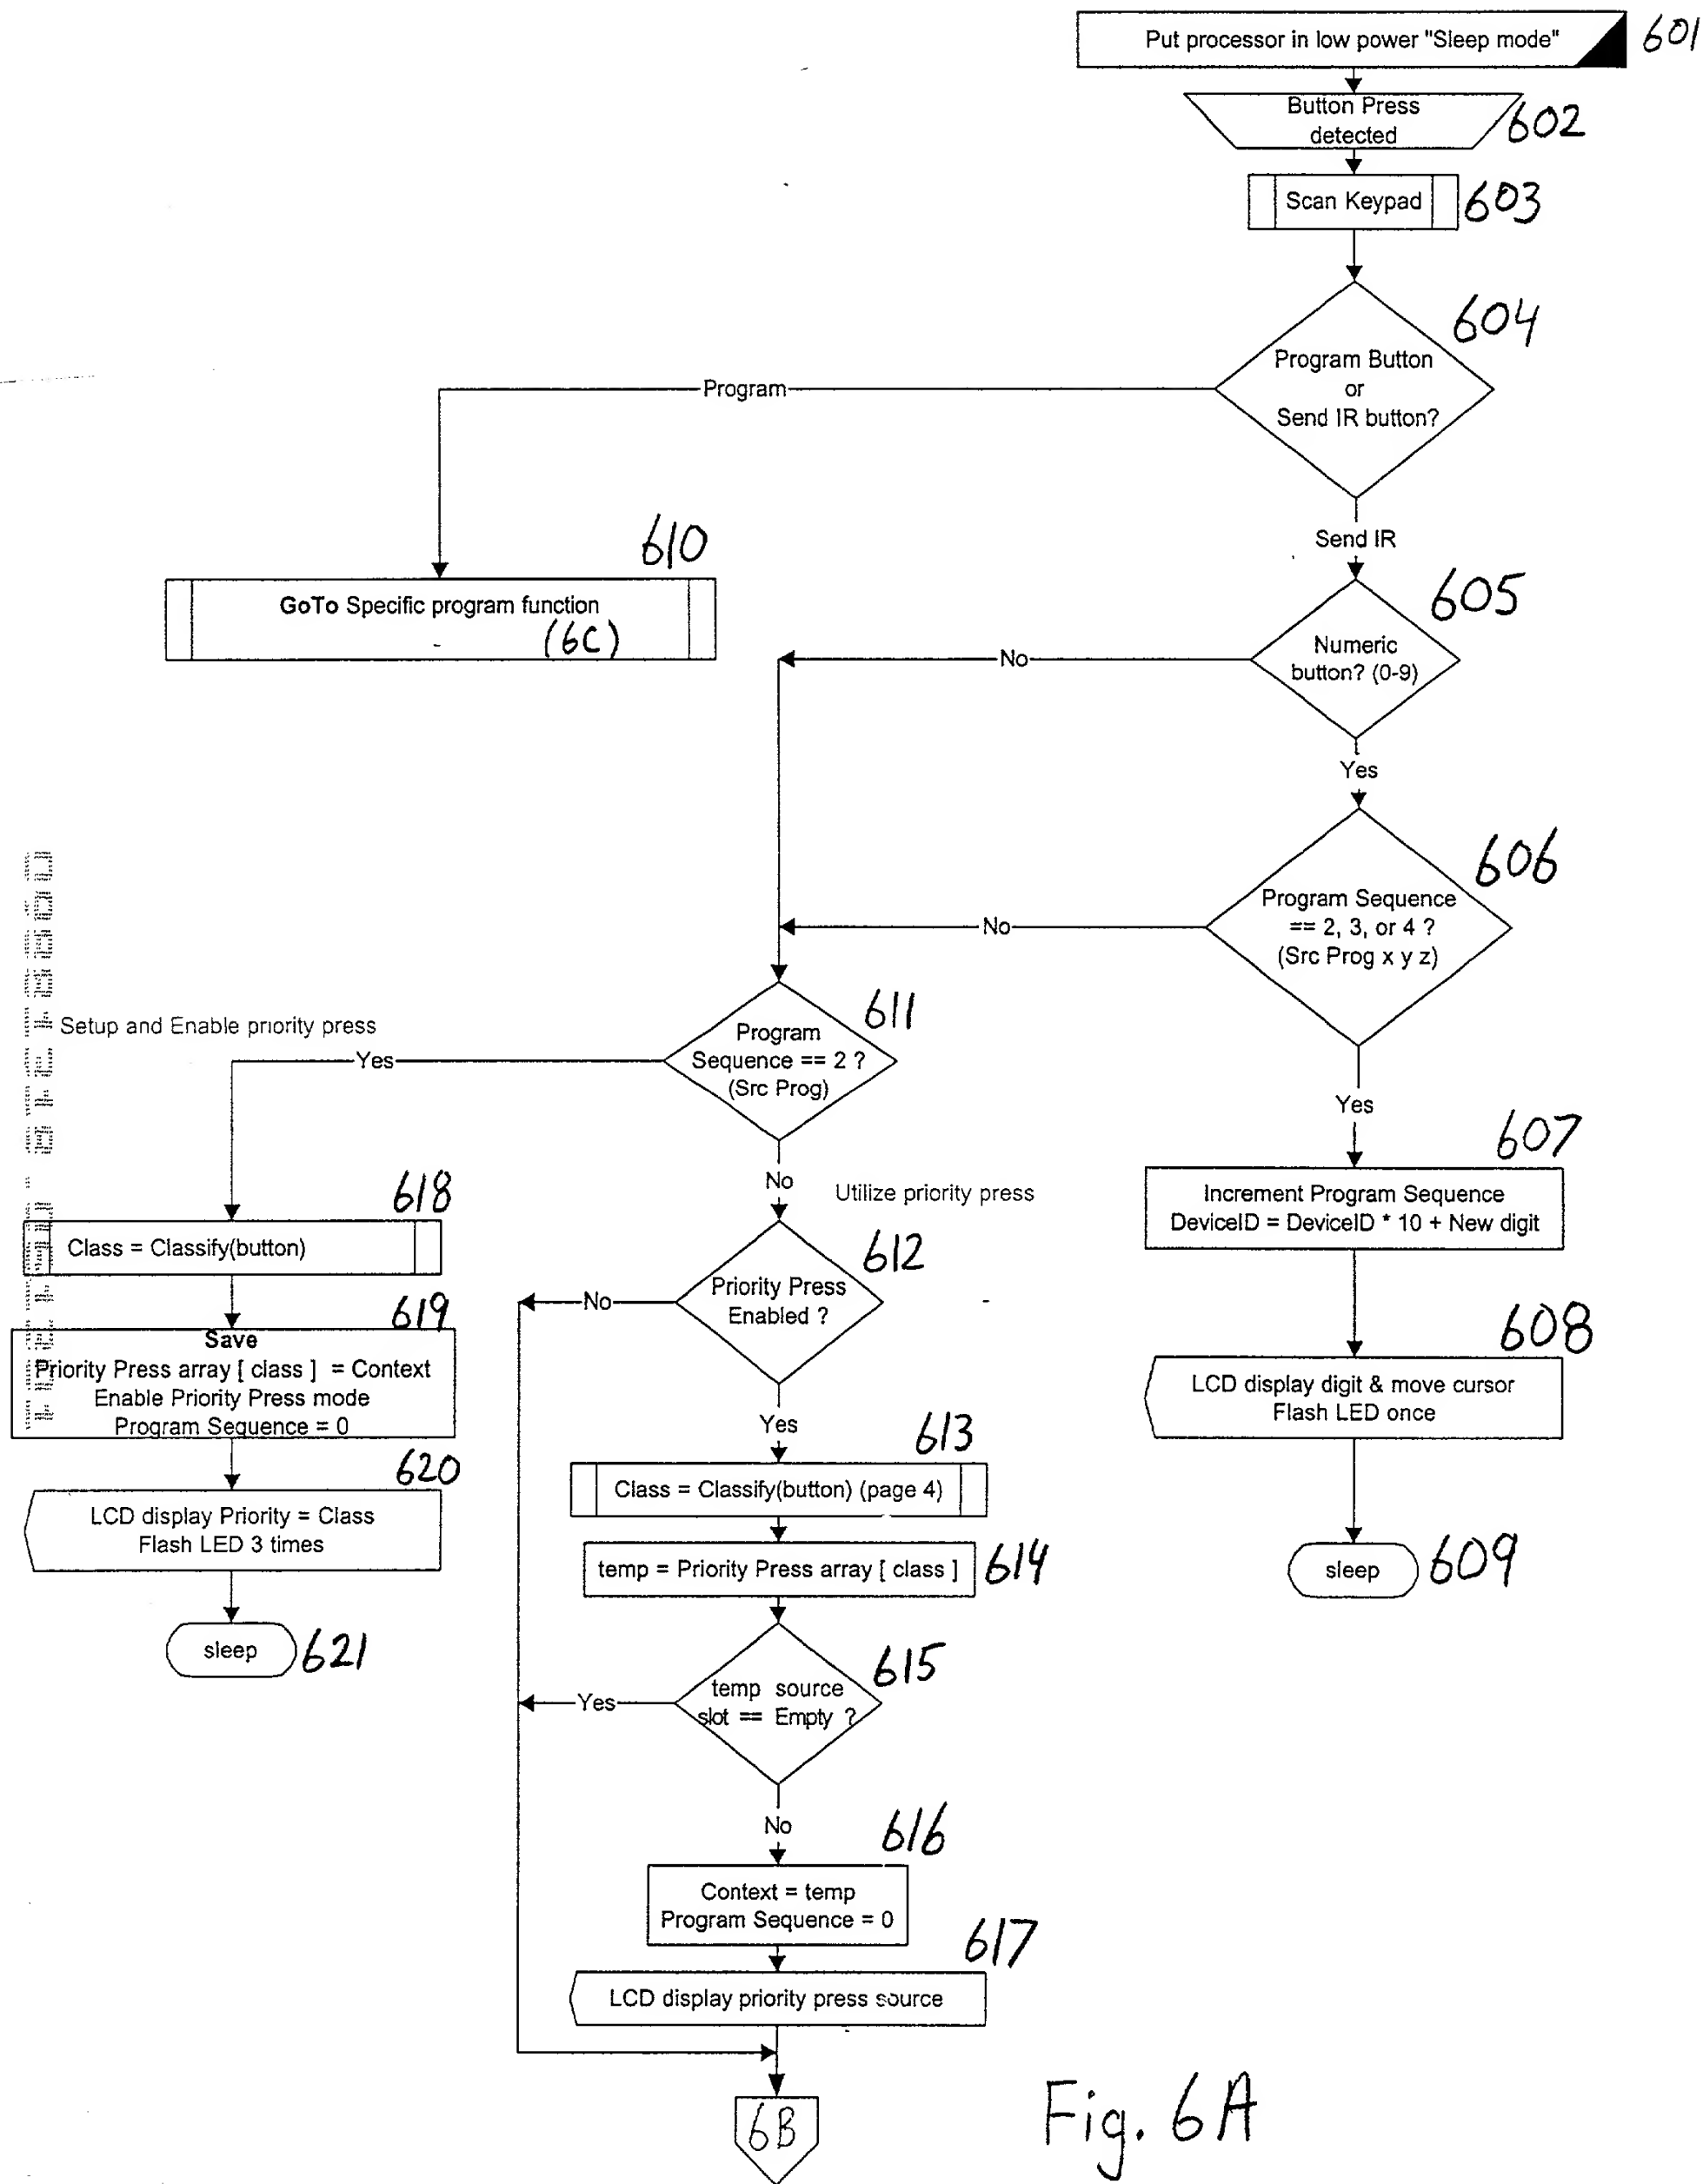 Put processor in low power "Sleep mode"
601
Button Press
detected
602
Scan Keypad
603
604
Program Button
or
Send IR button?
Program
Send IR
610
GoTo Specific program function
(6C)
605
Numeric
button? (0-9)
No
Yes
606
Program Sequence
== 2, 3, or 4 ?
(Src Prog x y z)
No
Yes
611
Program
Sequence == 2 ?
(Src Prog)
Setup and Enable priority press
Yes
No
Utilize priority press
607
Increment Program Sequence
DeviceID = DeviceID * 10 + New digit
618
Class = Classify(button)
612
Priority Press
Enabled ?
No
Yes
619
Save
Priority Press array [ class ] = Context
Enable Priority Press mode
Program Sequence = 0
608
LCD display digit & move cursor
Flash LED once
613
Class = Classify(button) (page 4)
620
LCD display Priority = Class
Flash LED 3 times
temp = Priority Press array [ class ]
614
sleep
609
sleep
621
615
temp source
slot == Empty ?
Yes
No
616
Context = temp
Program Sequence = 0
617
LCD display priority press source
6B
Fig. 6A